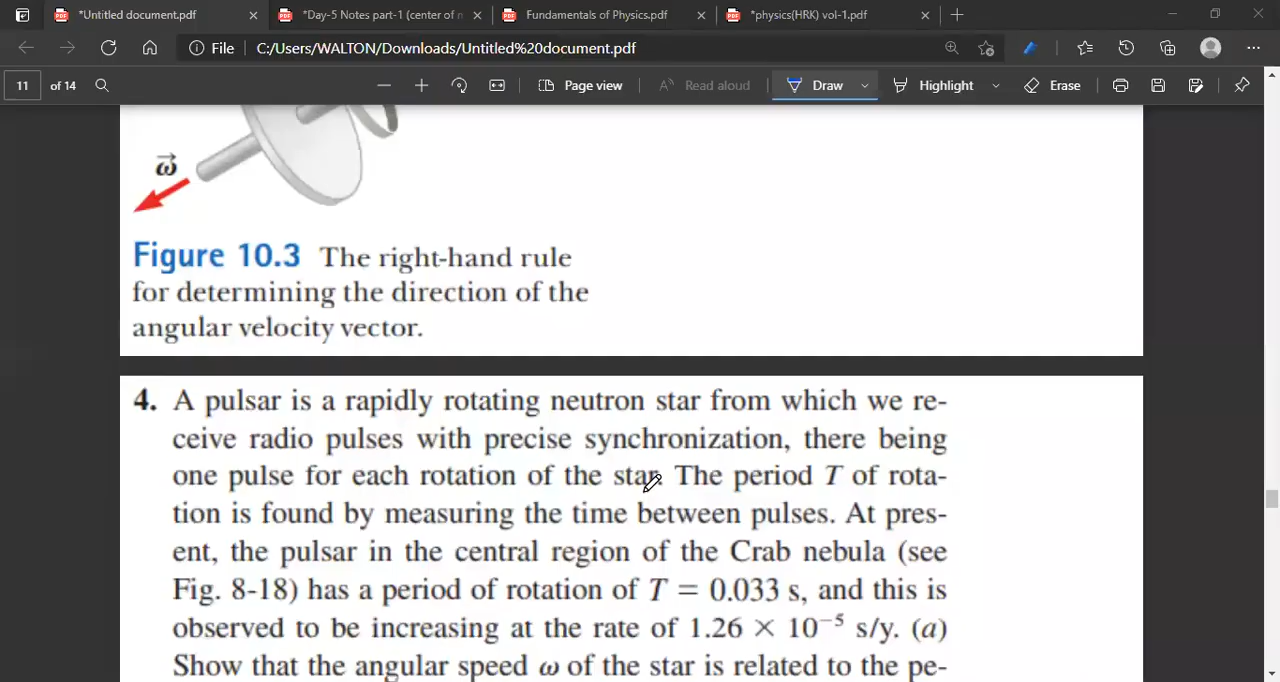 *Untitled document.pdf
*Day-5 Notes part-1 (center of n
Fundamentals of Physics.pdf
*physics(HRK) vol-1.pdf
File C:/Users/WALTON/Downloads/Untitled%20document.pdf
11 of 14
Page view
Read aloud
Draw
Highlight
Erase
ω
Figure 10.3 The right-hand rule
for determining the direction of the
angular velocity vector.
4. A pulsar is a rapidly rotating neutron star from which we re-
ceive radio pulses with precise synchronization, there being
one pulse for each rotation of the star. The period T of rota-
tion is found by measuring the time between pulses. At pres-
ent, the pulsar in the central region of the Crab nebula (see
Fig. 8-18) has a period of rotation of T = 0.033 s, and this is
observed to be increasing at the rate of 1.26 × 10⁻⁵ s/y. (a)
Show that the angular speed ω of the star is related to the pe-